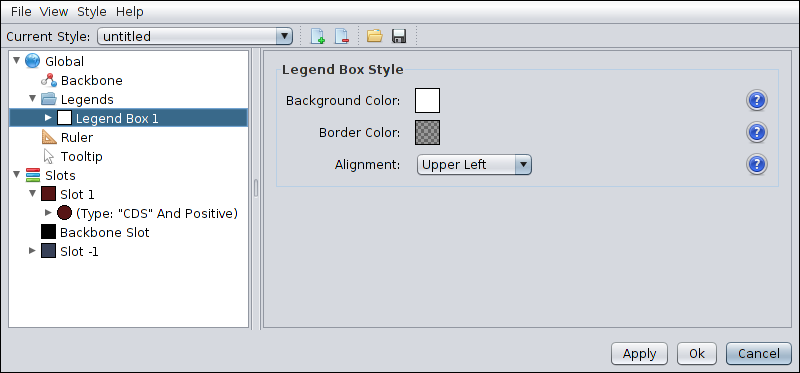 File View Style Help
Current Style: untitled
Global
Backbone
Legends
Legend Box 1
Ruler
Tooltip
Slots
Slot 1
(Type: "CDS" And Positive)
Backbone Slot
Slot -1
Legend Box Style
Background Color: ?
Border Color: ?
Alignment: Upper Left ?
Apply Ok Cancel